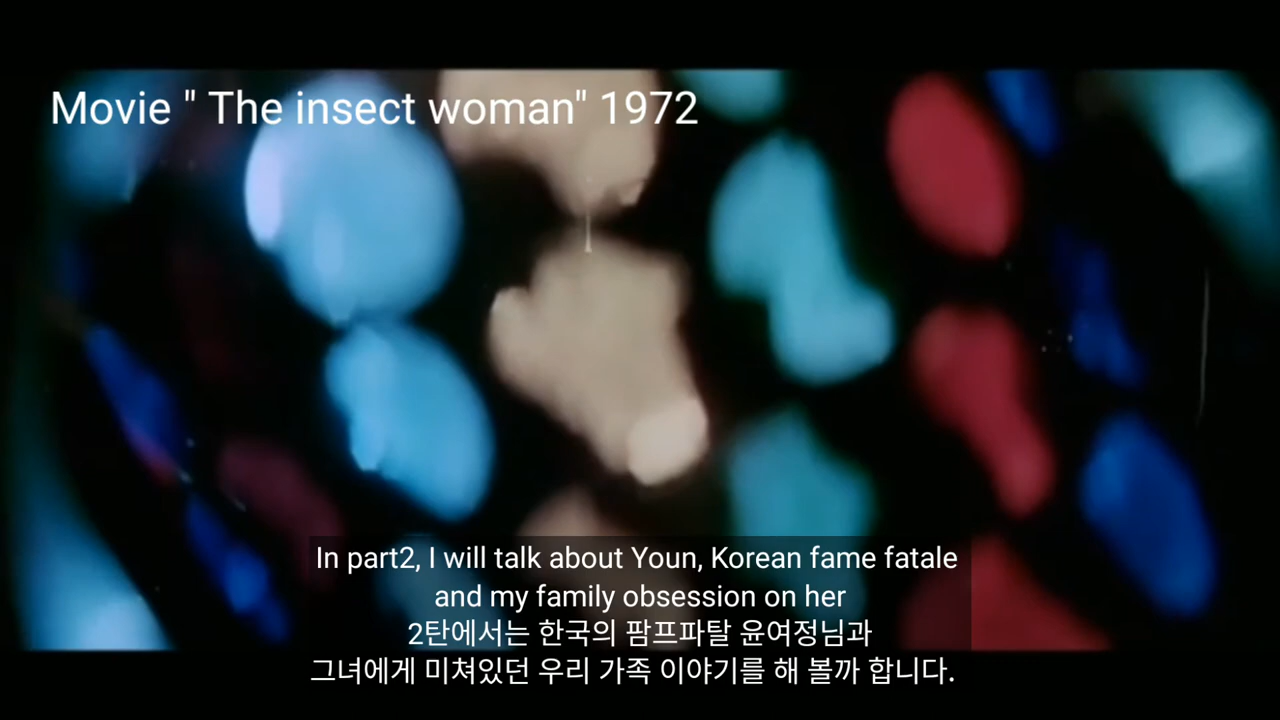 Movie " The insect woman" 1972
In part2, I will talk about Youn, Korean fame fatale
and my family obsession on her
2탄에서는 한국의 팜프파탈 윤여정님과
그녀에게 미쳐있던 우리 가족 이야기를 해 볼까 합니다.